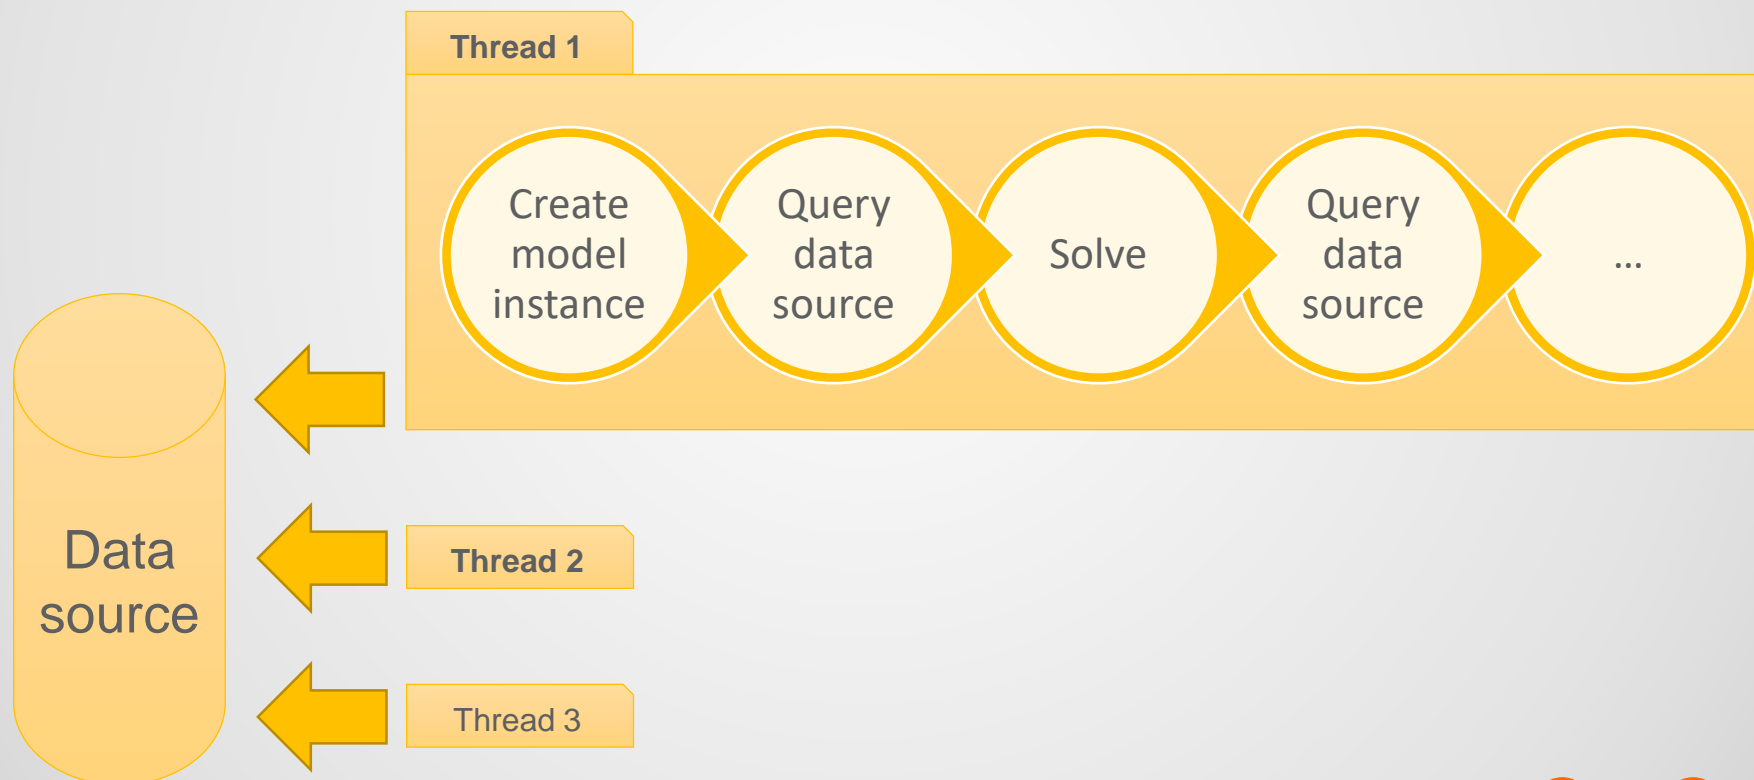 Thread 1
Create
model
instance
Query
data
source
Solve
Query
data
source
...
Data
source
Thread 2
Thread 3